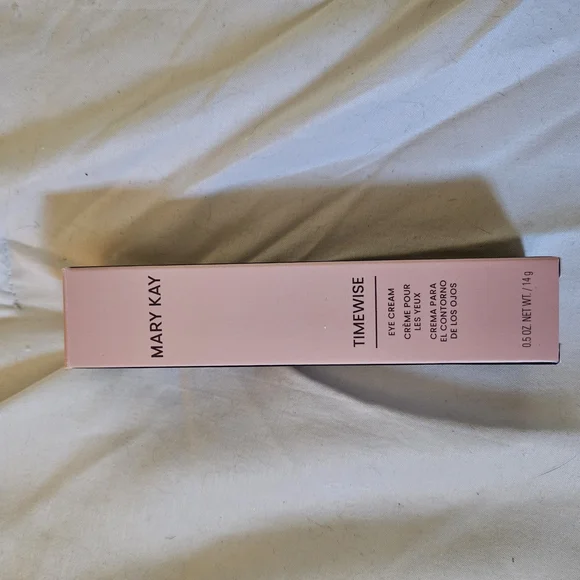 MARY KAY
TIMEWISE
EYE CREAM
CRÈME POUR
LES YEUX
CREMA PARA
EL CONTORNO
DE LOS OJOS
0.5 OZ. NET WT. / 14 g